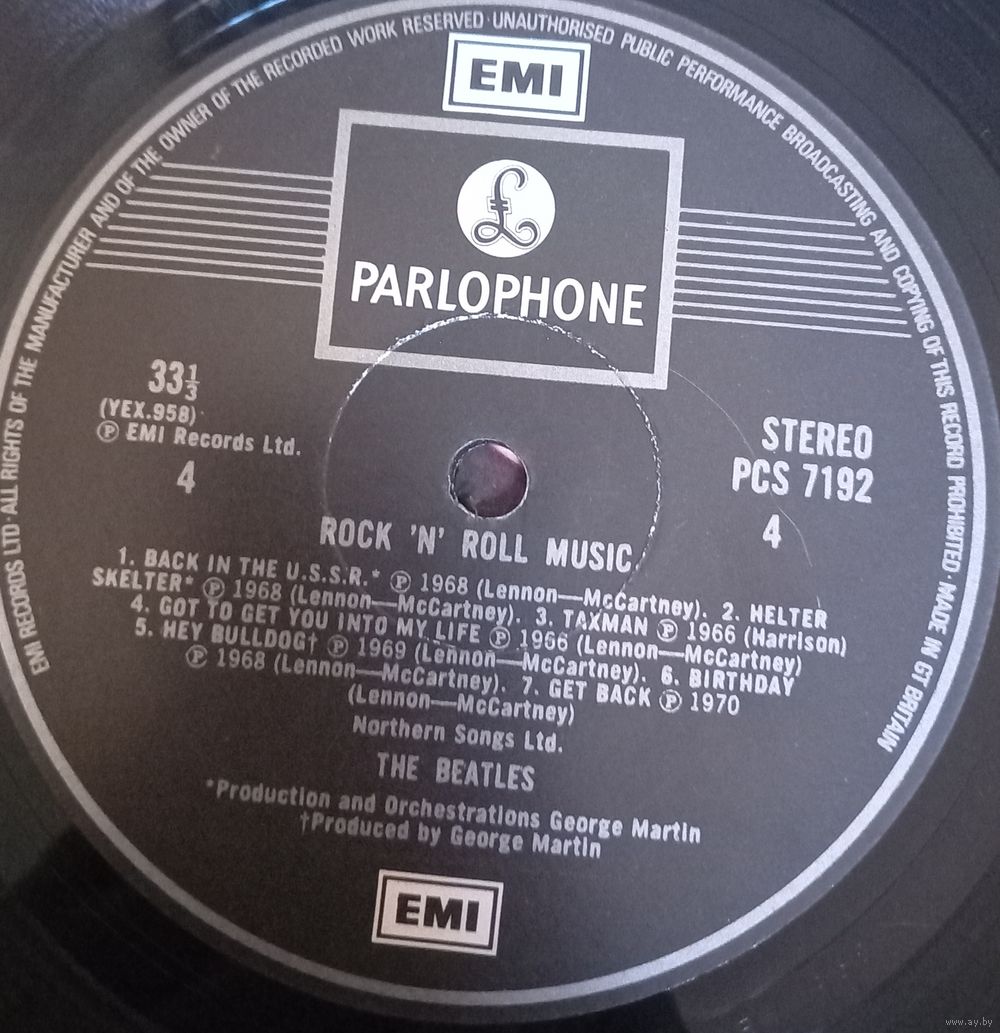 EMI RECORDS LTD·ALL RIGHTS OF THE MANUFACTURER AND OF THE OWNER OF THE RECORDED WORK RESERVED·UNAUTHORISED PUBLIC PERFORMANCE BROADCASTING AND COPYING OF THIS RECORD PROHIBITED·MADE IN GT BRITAIN
EMI
£
PARLOPHONE
33⅓
(YEX.958)
℗ EMI Records Ltd.
4
STEREO
PCS 7192
4
ROCK 'N' ROLL MUSIC
1. BACK IN THE U.S.S.R.* ℗ 1968 (Lennon—McCartney). 2. HELTER
SKELTER* ℗ 1968 (Lennon—McCartney). 3. TAXMAN ℗ 1966 (Harrison)
4. GOT TO GET YOU INTO MY LIFE ℗ 1966 (Lennon—McCartney)
5. HEY BULLDOG† ℗ 1969 (Lennon—McCartney). 6. BIRTHDAY
℗ 1968 (Lennon—McCartney). 7. GET BACK ℗ 1970
(Lennon—McCartney)
Northern Songs Ltd.
THE BEATLES
*Production and Orchestrations George Martin
†Produced by George Martin
EMI
www.ay.by